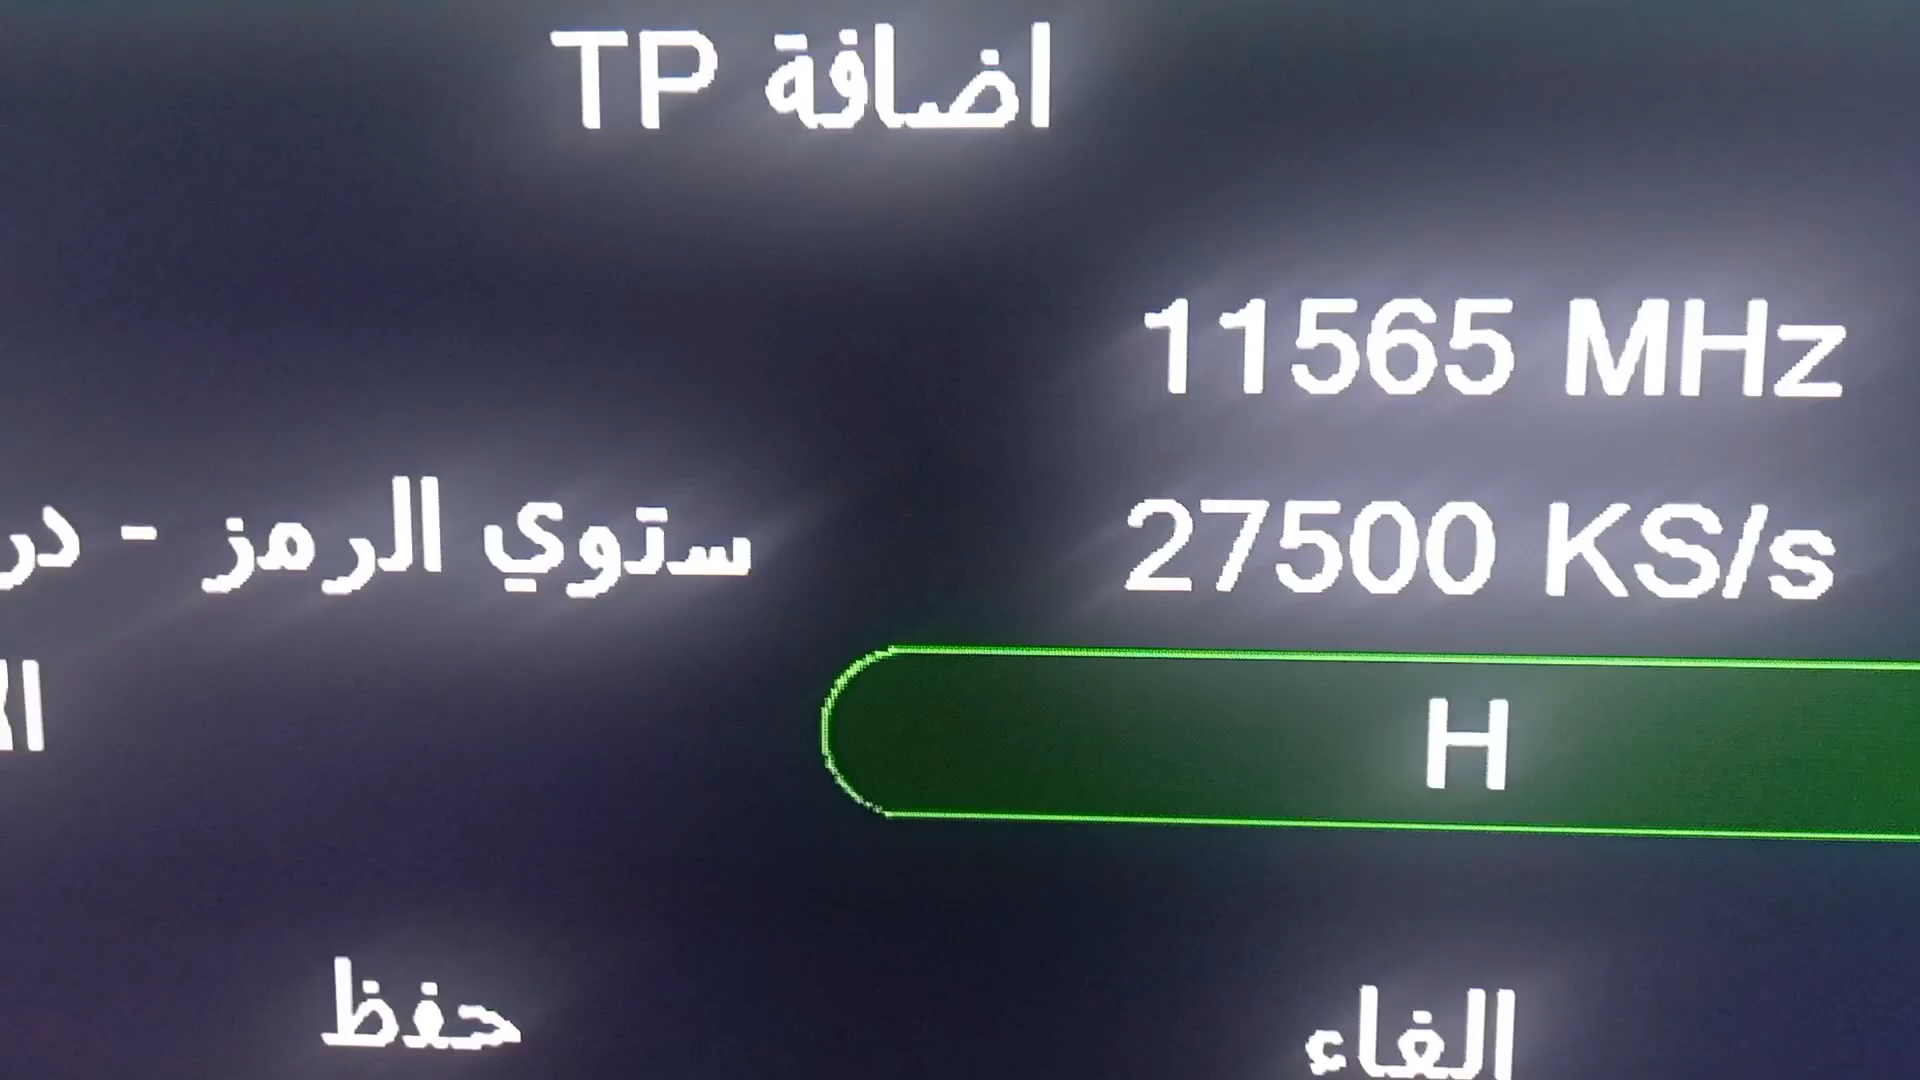 اضافة TP
11565 MHz
ستوي الرمز - در
27500 KS/s
H
حفظ
الغاء